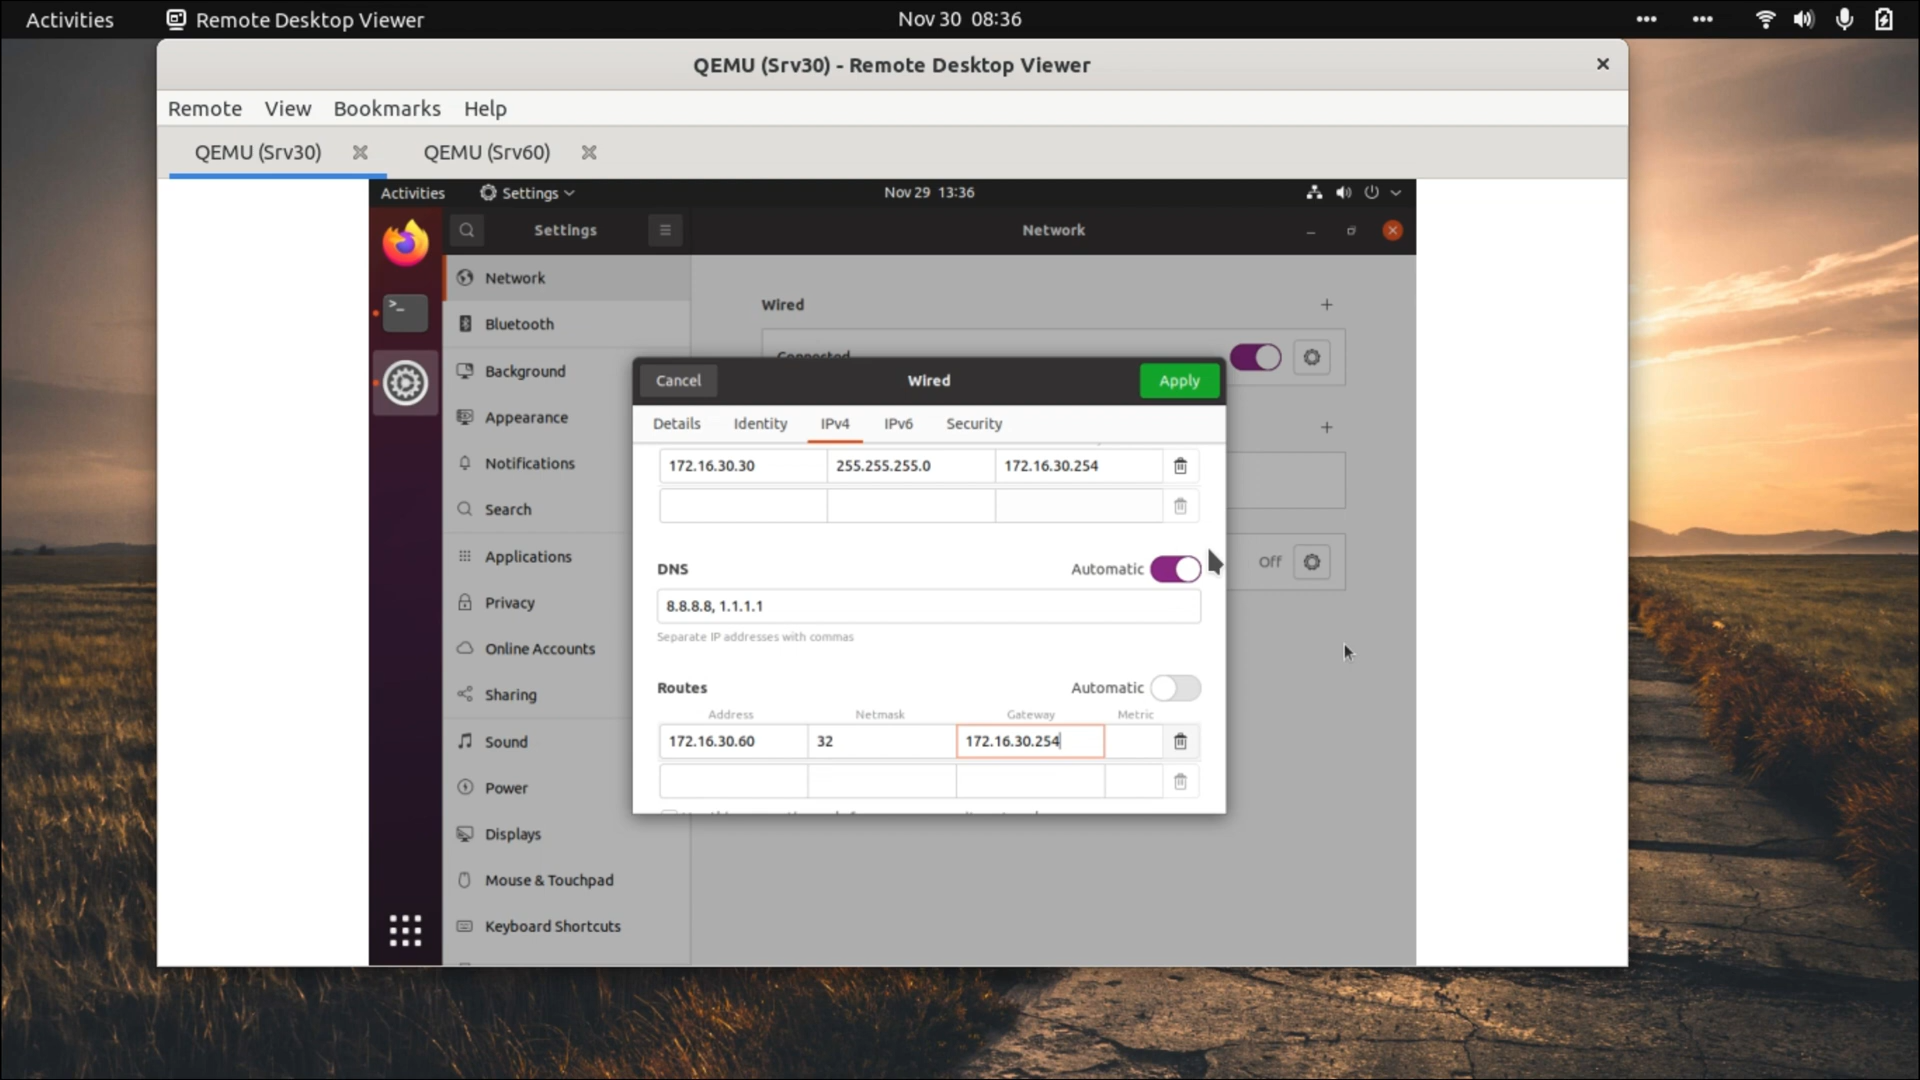 Activities Remote Desktop Viewer Nov 30 08:36
QEMU (Srv30) - Remote Desktop Viewer
Remote View Bookmarks Help
QEMU (Srv30) QEMU (Srv60)
Activities Settings Nov 29 13:36
Settings Network
Network
Bluetooth
Background
Appearance
Notifications
Search
Applications
Privacy
Online Accounts
Sharing
Sound
Power
Displays
Mouse & Touchpad
Keyboard Shortcuts
Wired
Connected
Off
Cancel Wired Apply
Details Identity IPv4 IPv6 Security
172.16.30.30 255.255.255.0 172.16.30.254
DNS Automatic
8.8.8.8, 1.1.1.1
Separate IP addresses with commas
Routes Automatic
Address Netmask Gateway Metric
172.16.30.60 32 172.16.30.254